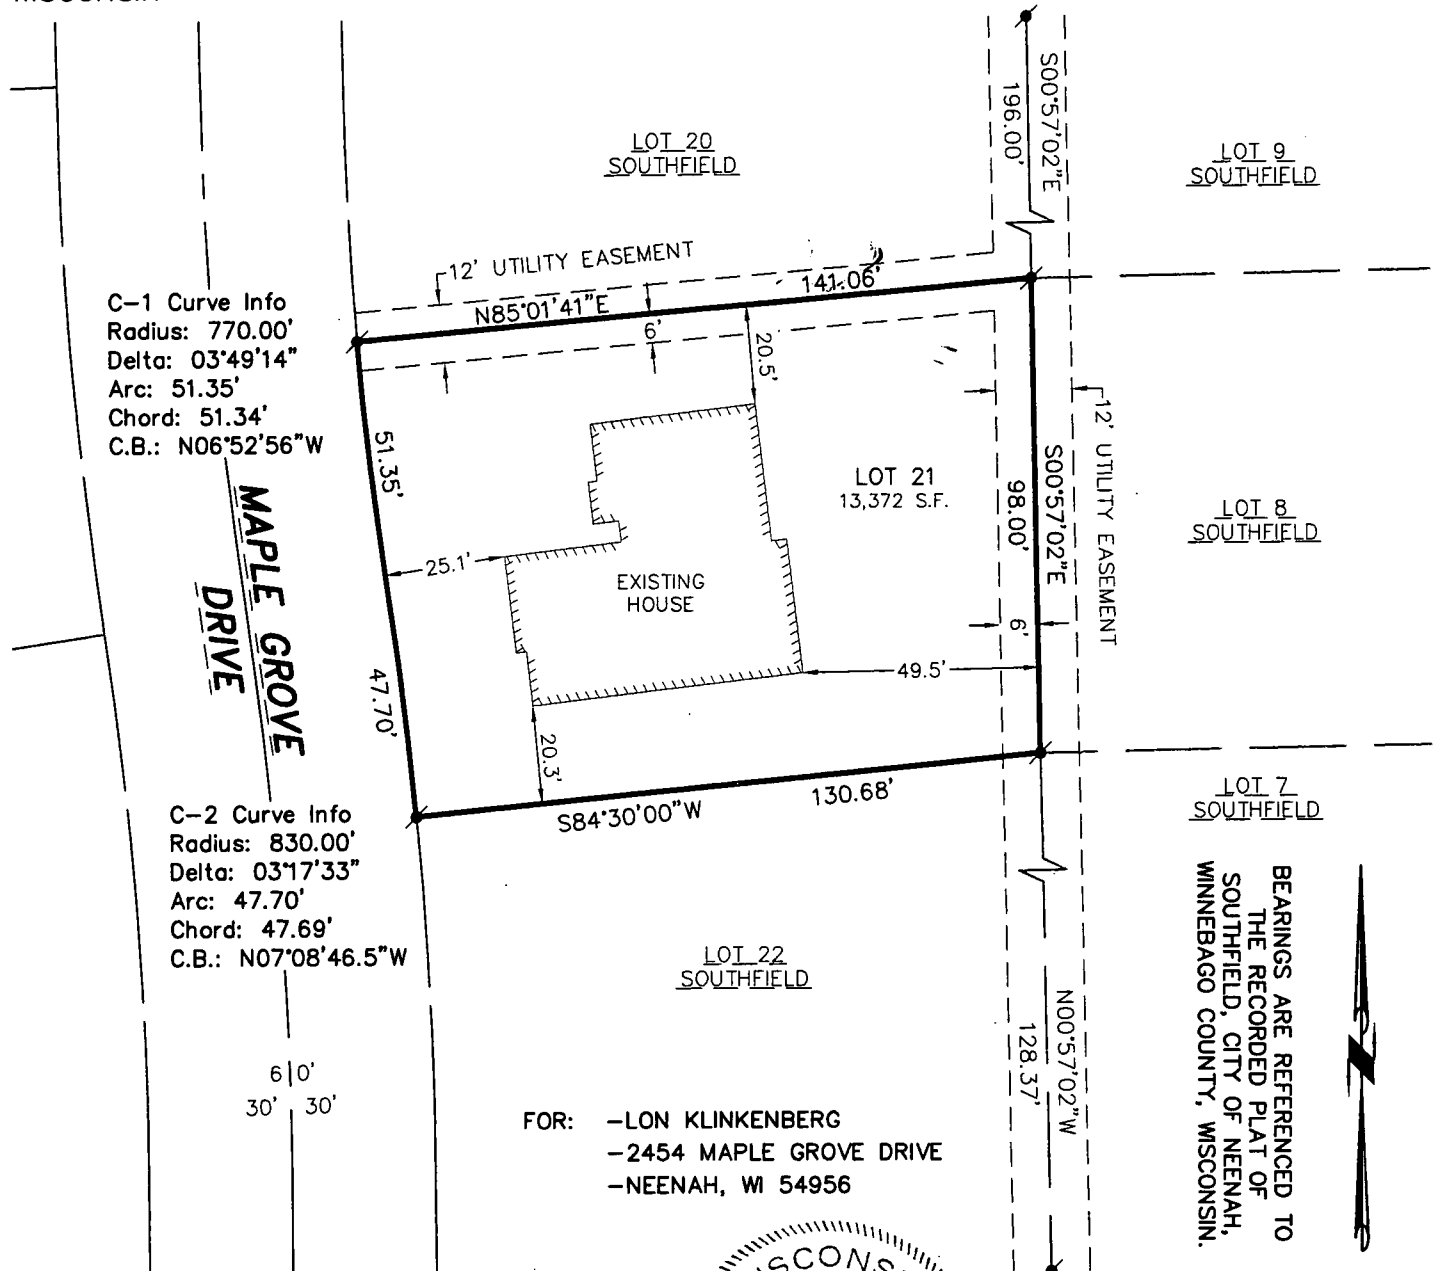 S00°57'02"E
196.00'
LOT 20
SOUTHFIELD
LOT 9
SOUTHFIELD
12' UTILITY EASEMENT
N85°01'41"E
141.06'
6'
20.5'
C-1 Curve Info
Radius: 770.00'
Delta: 03°49'14"
Arc: 51.35'
Chord: 51.34'
C.B.: N06°52'56"W
51.35'
MAPLE GROVE
DRIVE
25.1'
EXISTING
HOUSE
LOT 21
13,372 S.F.
S00°57'02"E
98.00'
6'
12' UTILITY EASEMENT
LOT 8
SOUTHFIELD
49.5'
47.70'
20.3'
S84°30'00"W
130.68'
LOT 7
SOUTHFIELD
C-2 Curve Info
Radius: 830.00'
Delta: 03°17'33"
Arc: 47.70'
Chord: 47.69'
C.B.: N07°08'46.5"W
LOT 22
SOUTHFIELD
N00°57'02"W
128.37'
BEARINGS ARE REFERENCED TO
THE RECORDED PLAT OF
SOUTHFIELD, CITY OF NEENAH,
WINNEBAGO COUNTY, WISCONSIN.
60'
30' 30'
FOR: -LON KLINKENBERG
-2454 MAPLE GROVE DRIVE
-NEENAH, WI 54956